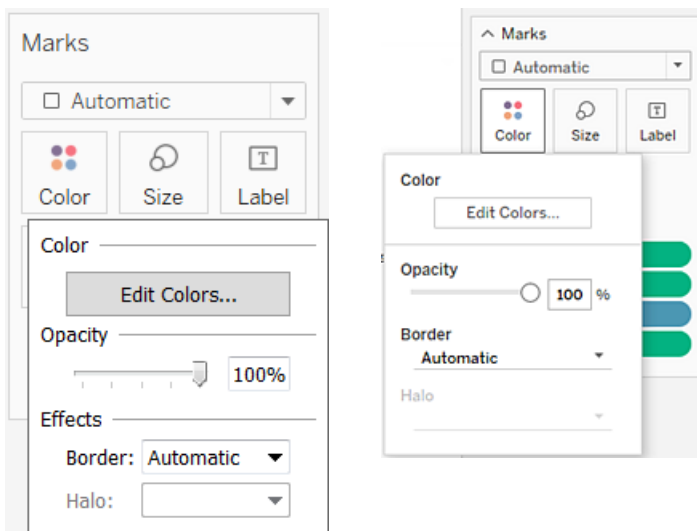 Marks
Automatic
Color Size Label
Color
Edit Colors...
Opacity
100%
Effects
Border: Automatic
Halo:
Marks
Automatic
Color Size Label
Color
Edit Colors...
Opacity
100 %
Border
Automatic
Halo